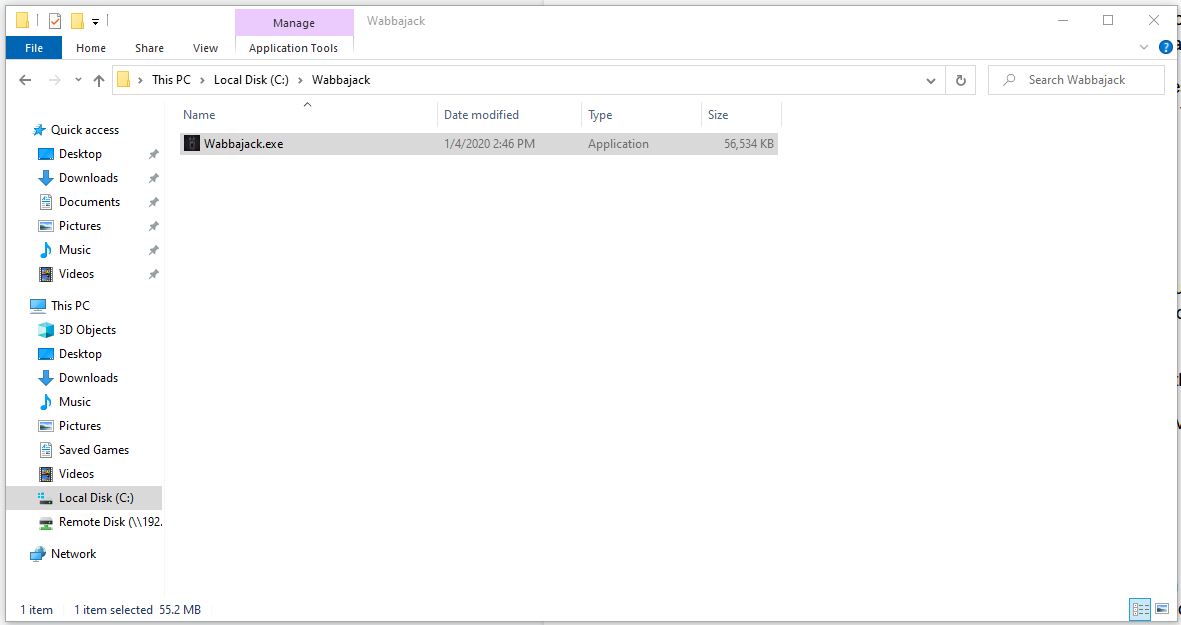 Manage
Wabbajack
File
Home
Share
View
Application Tools
This PC
Local Disk (C:)
Wabbajack
Search Wabbajack
Name
Date modified
Type
Size
Wabbajack.exe
1/4/2020 2:46 PM
Application
56,534 KB
Quick access
Desktop
Downloads
Documents
Pictures
Music
Videos
This PC
3D Objects
Desktop
Downloads
Music
Pictures
Saved Games
Videos
Local Disk (C:)
Remote Disk (\\192.
Network
1 item
1 item selected 55.2 MB